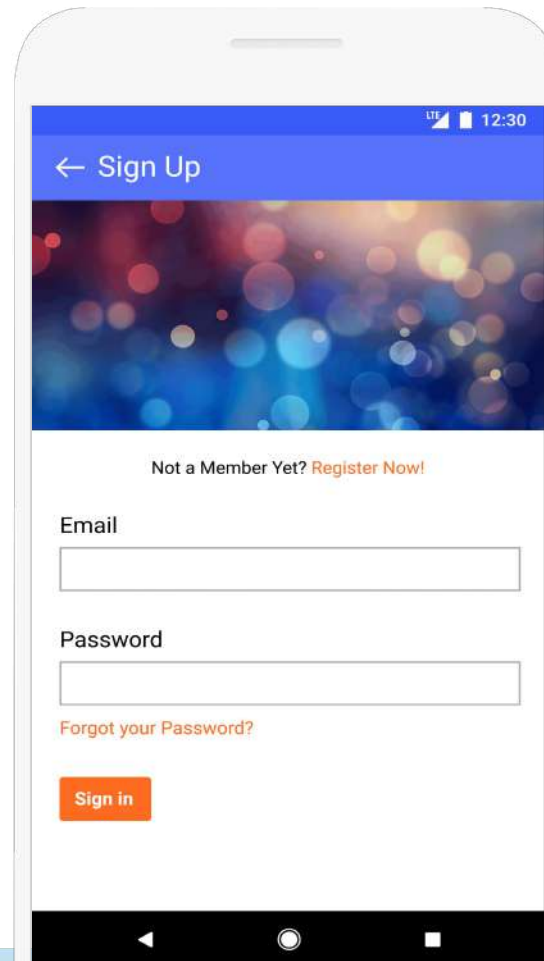 LTE 12:30
← Sign Up
Not a Member Yet? Register Now!
Email
Password
Forgot your Password?
Sign in